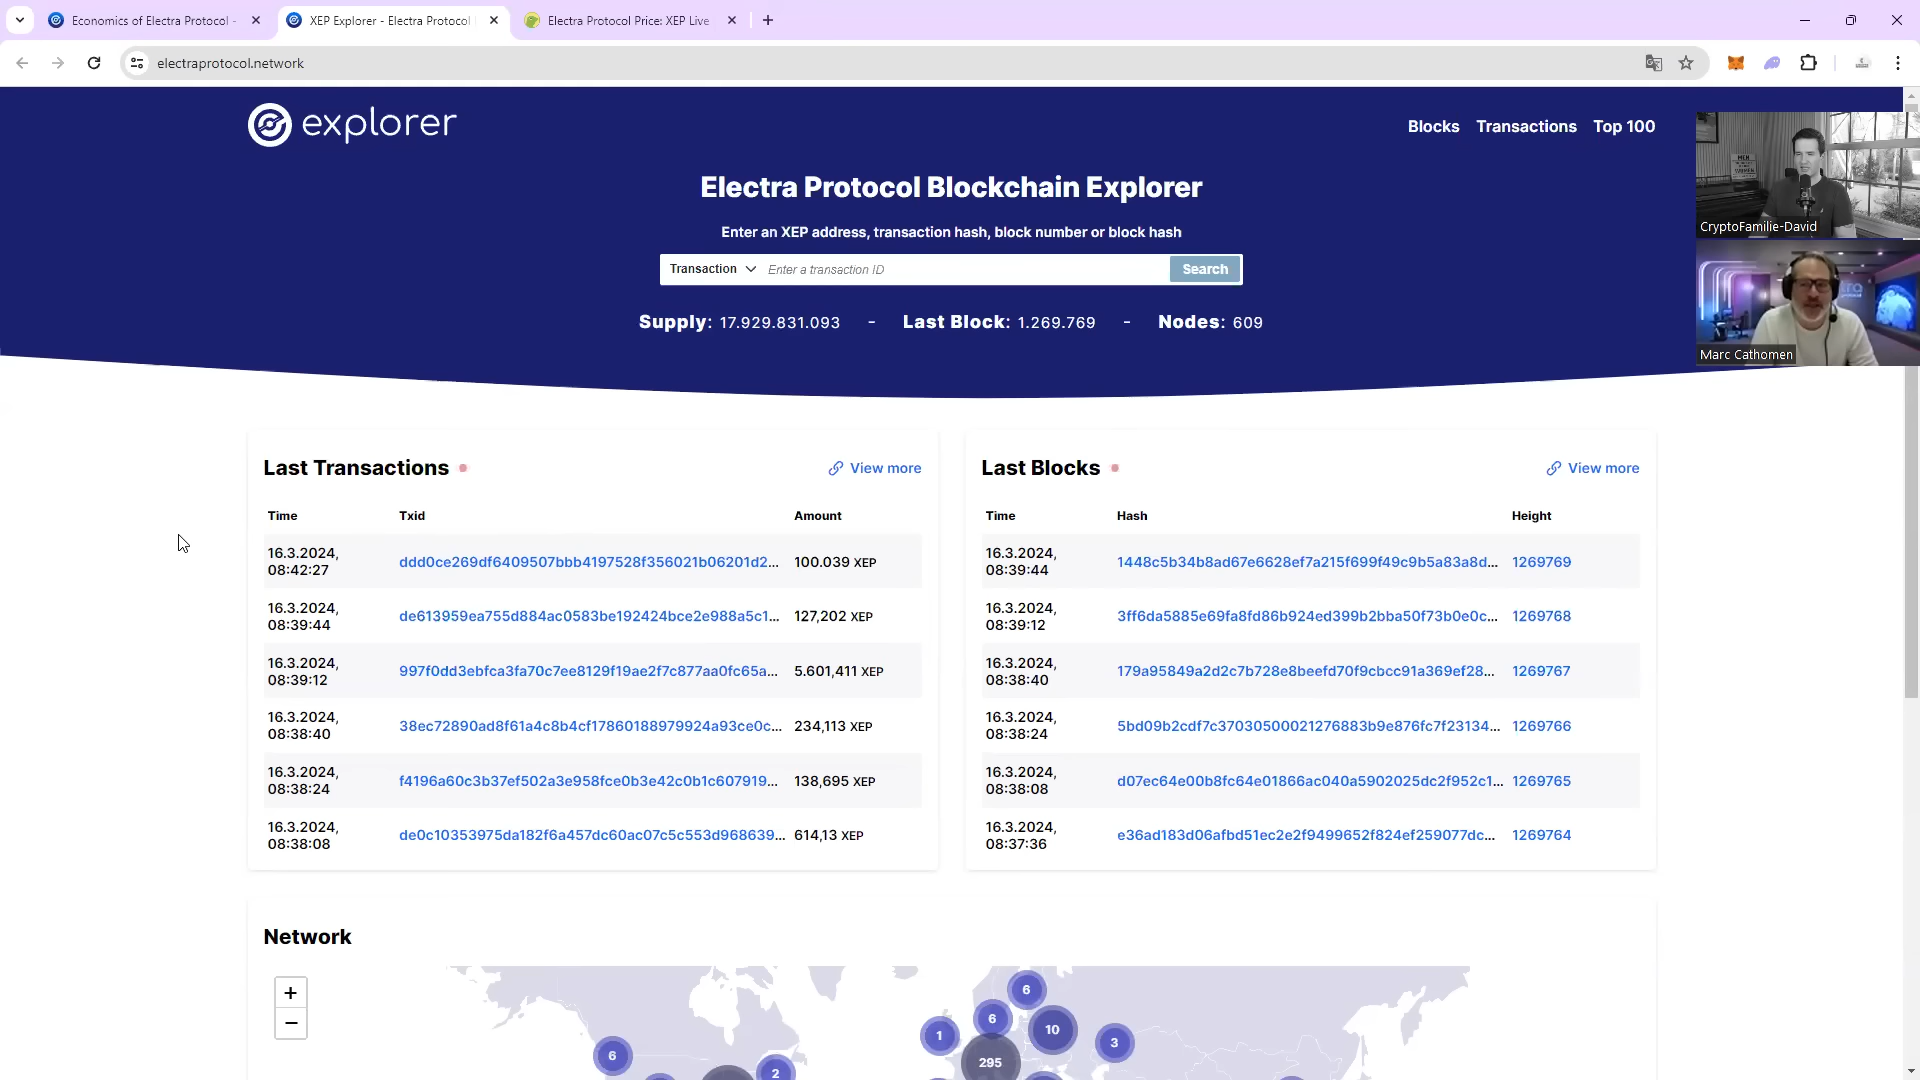 Economics of Electra Protocol -
XEP Explorer - Electra Protocol
Electra Protocol Price: XEP Live
electraprotocol.network
explorer
Blocks
Transactions
Top 100
Electra Protocol Blockchain Explorer
Enter an XEP address, transaction hash, block number or block hash
Transaction
Enter a transaction ID
Search
Supply: 17.929.831.093 - Last Block: 1.269.769 - Nodes: 609
CryptoFamilie-David
Marc Cathomen
Last Transactions
View more
Time Txid Amount
16.3.2024,
08:42:27
ddd0ce269df6409507bbb4197528f356021b06201d2...
100.039 XEP
16.3.2024,
08:39:44
de613959ea755d884ac0583be192424bce2e988a5c1...
127,202 XEP
16.3.2024,
08:39:12
997f0dd3ebfca3fa70c7ee8129f19ae2f7c877aa0fc65a...
5.601,411 XEP
16.3.2024,
08:38:40
38ec72890ad8f61a4c8b4cf17860188979924a93ce0c...
234,113 XEP
16.3.2024,
08:38:24
f4196a60c3b37ef502a3e958fce0b3e42c0b1c607919...
138,695 XEP
16.3.2024,
08:38:08
de0c10353975da182f6a457dc60ac07c5c553d968639...
614,13 XEP
Last Blocks
View more
Time Hash Height
16.3.2024,
08:39:44
1448c5b34b8ad67e6628ef7a215f699f49c9b5a83a8d...
1269769
16.3.2024,
08:39:12
3ff6da5885e69fa8fd86b924ed399b2bba50f73b0e0c...
1269768
16.3.2024,
08:38:40
179a95849a2d2c7b728e8beefd70f9cbcc91a369ef28...
1269767
16.3.2024,
08:38:24
5bd09b2cdf7c37030500021276883b9e876fc7f23134...
1269766
16.3.2024,
08:38:08
d07ec64e00b8fc64e01866ac040a5902025dc2f952c1...
1269765
16.3.2024,
08:37:36
e36ad183d06afbd51ec2e2f9499652f824ef259077dc...
1269764
Network
+
−
6
6
1
10
3
295
6
2